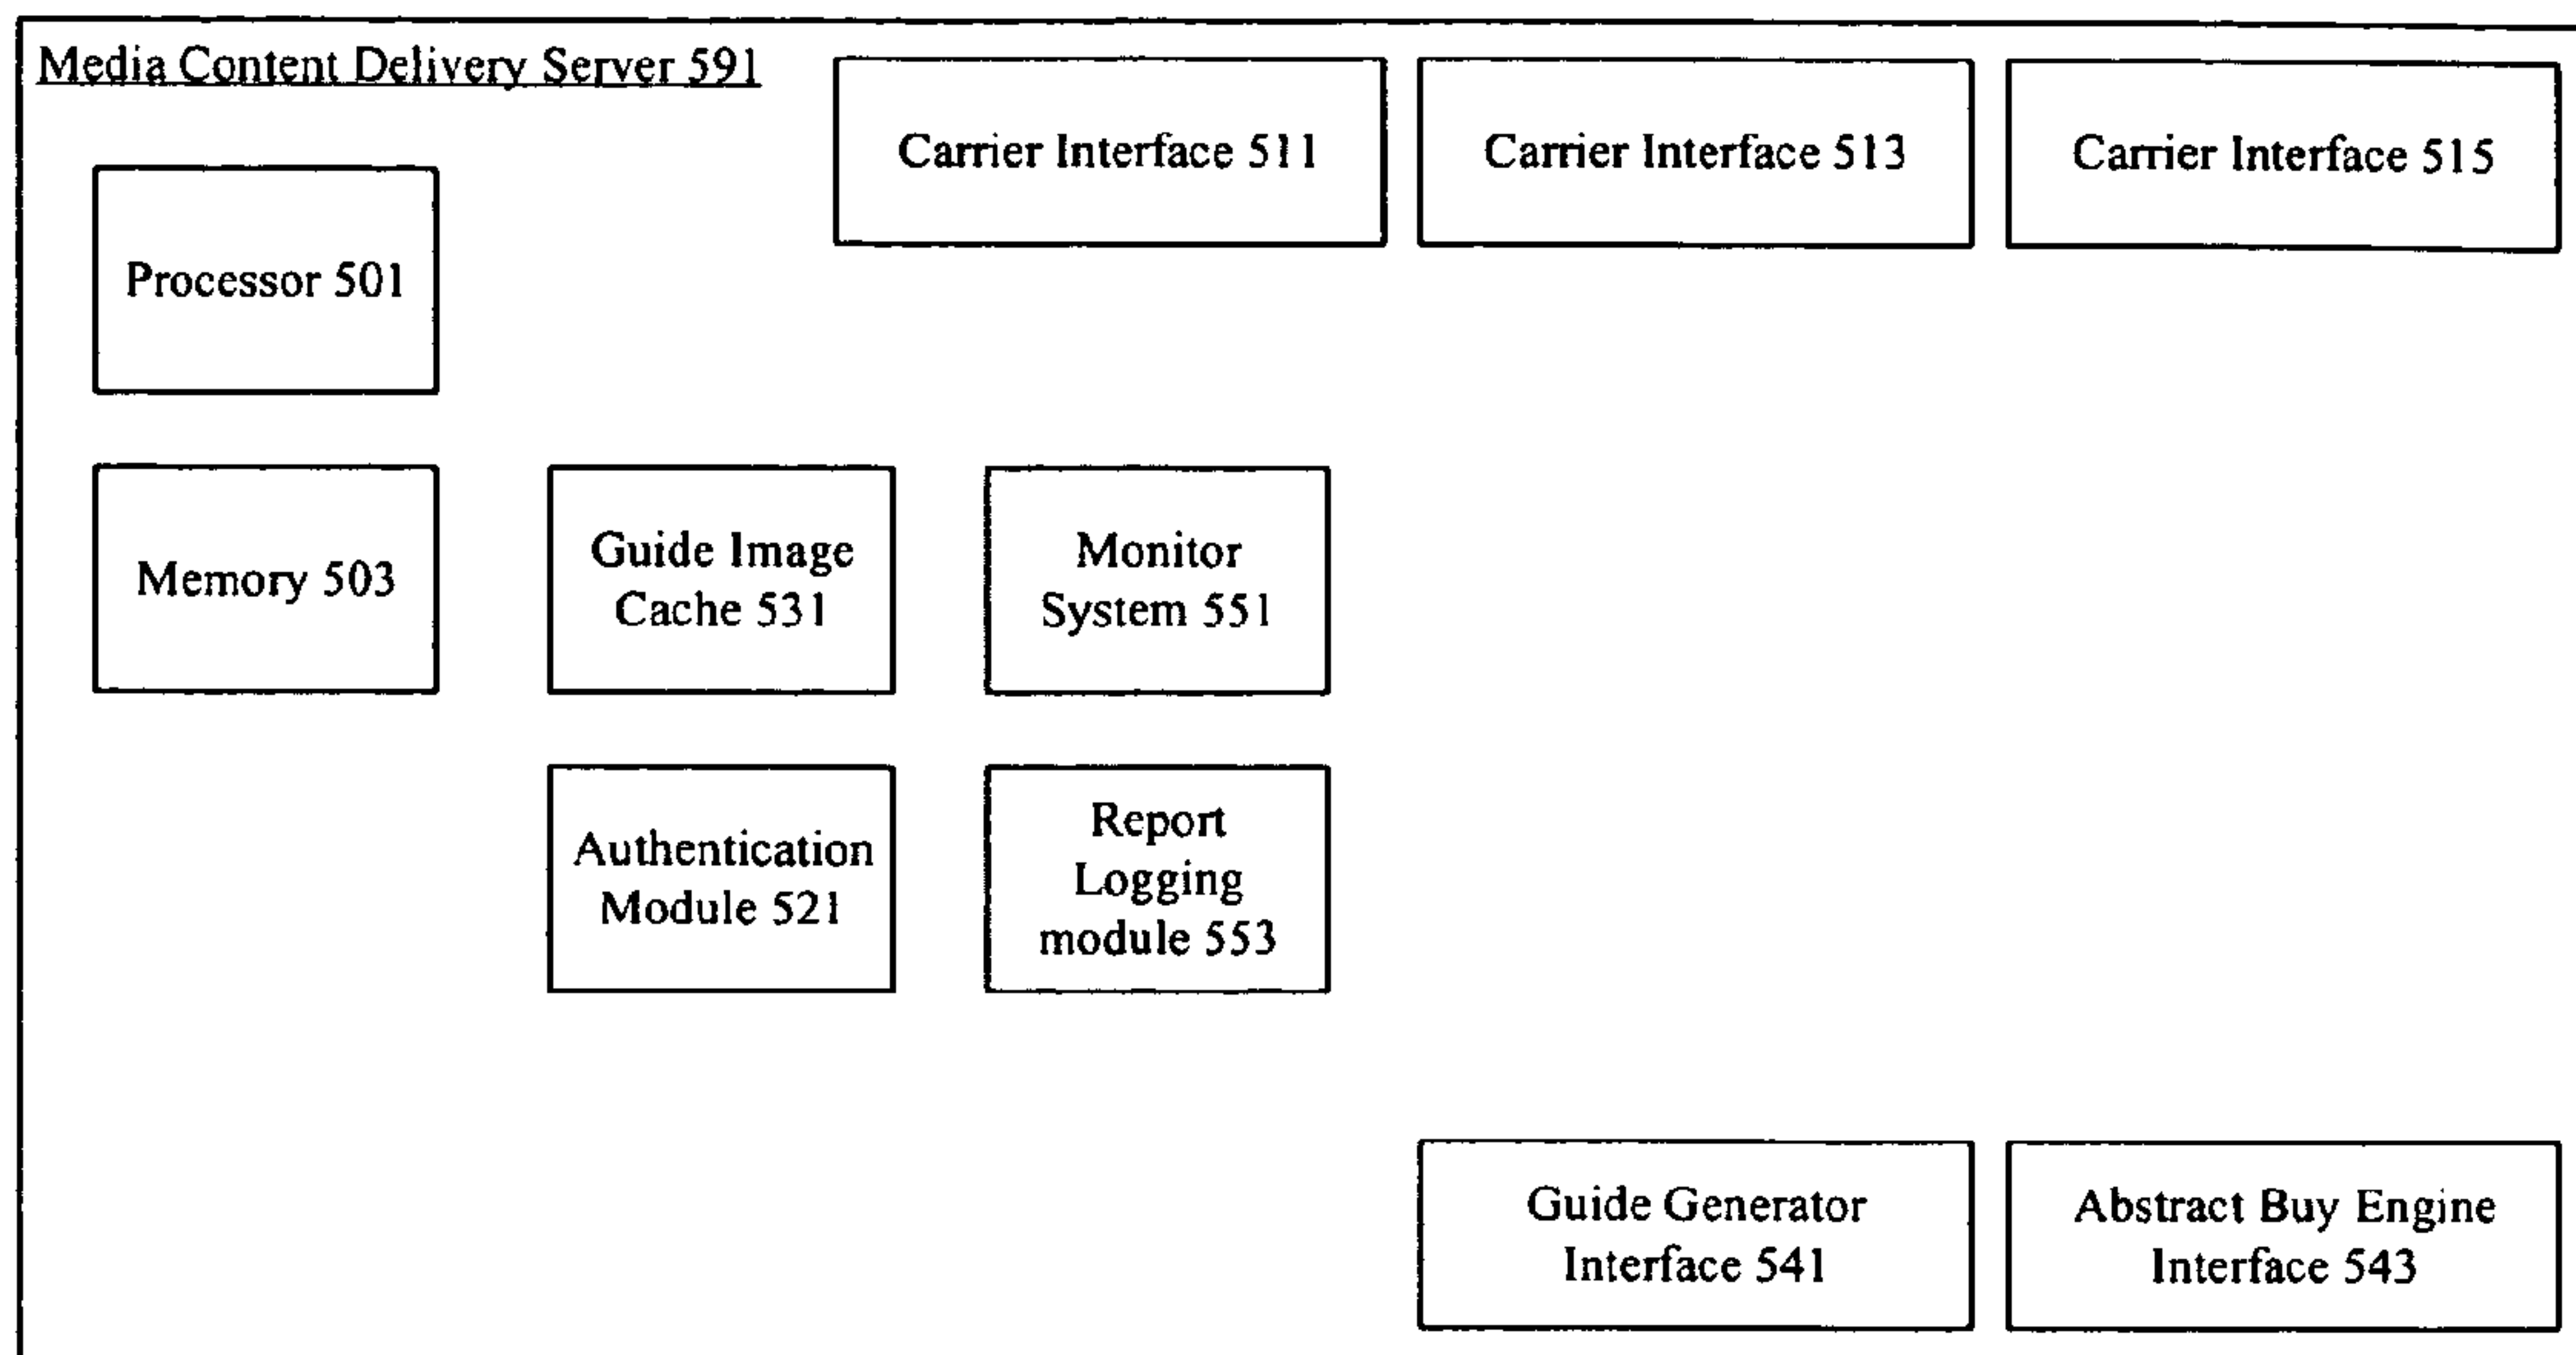 Media Content Delivery Server 591
Carrier Interface 511
Carrier Interface 513
Carrier Interface 515
Processor 501
Memory 503
Guide Image
Cache 531
Monitor
System 551
Authentication
Module 521
Report
Logging
module 553
Guide Generator
Interface 541
Abstract Buy Engine
Interface 543